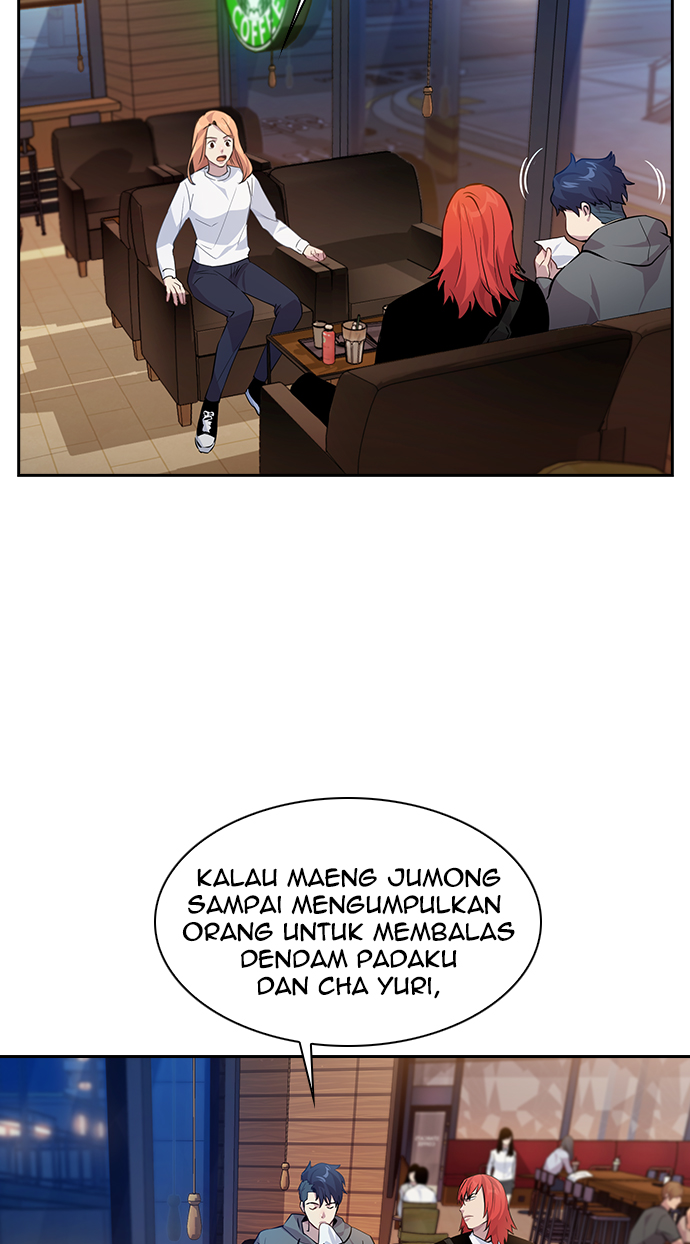 COFFEE
KALAU MAENG JUMONG
SAMPAI MENGUMPULKAN
ORANG UNTUK MEMBALAS
DENDAM PADAKU
DAN CHA YURI,